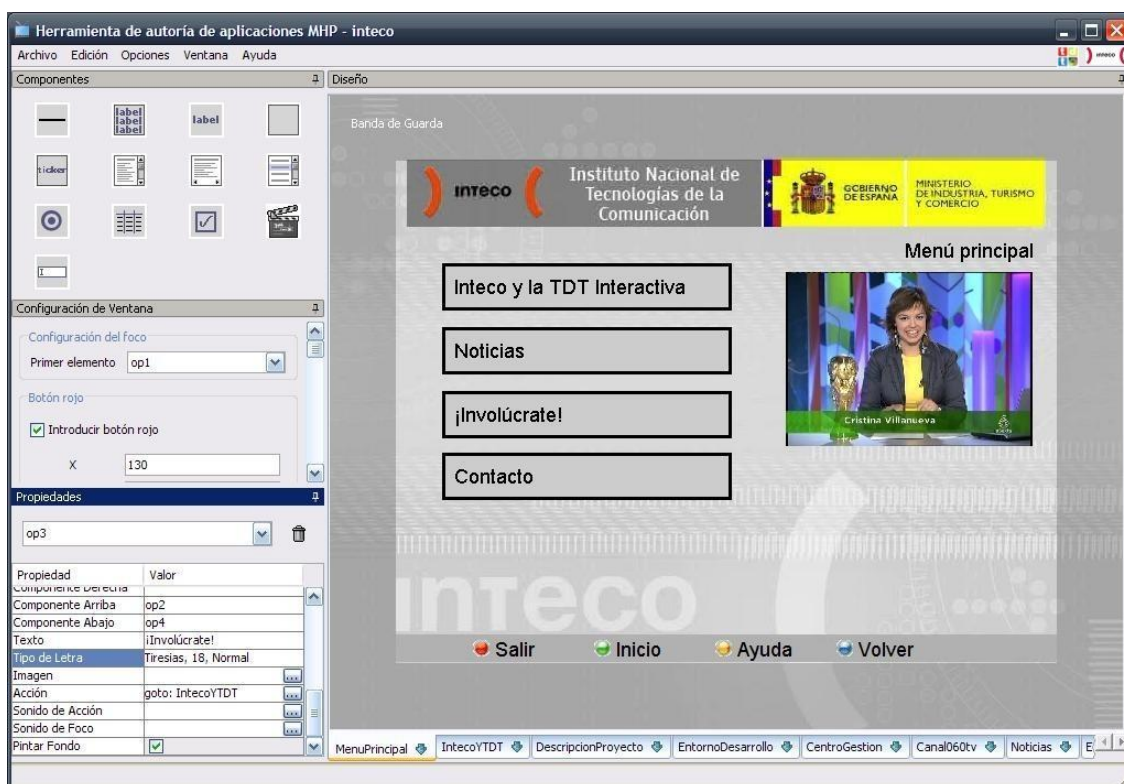 Herramienta de autoría de aplicaciones MHP - inteco
Archivo Edición Opciones Ventana Ayuda
inteco
Componentes
Diseño
label
label
label
label
ticker
Configuración de Ventana
Configuración del foco
Primer elemento op1
Botón rojo
Introducir botón rojo
X 130
Propiedades
op3
Propiedad Valor
Componente Derecha
Componente Arriba op2
Componente Abajo op4
Texto ¡Involúcrate!
Tipo de Letra Tiresias, 18, Normal
Imagen
Acción goto: IntecoYTDT
Sonido de Acción
Sonido de Foco
Pintar Fondo
Banda de Guarda
INTECO
Instituto Nacional de
Tecnologías de la
Comunicación
GOBIERNO
DE ESPAÑA
MINISTERIO
DE INDUSTRIA, TURISMO
Y COMERCIO
Menú principal
Inteco y la TDT Interactiva
Noticias
¡Involúcrate!
Contacto
Cristina Villanueva
INTECO
Salir Inicio Ayuda Volver
MenuPrincipal IntecoYTDT DescripcionProyecto EntornoDesarrollo CentroGestion Canal060tv Noticias E